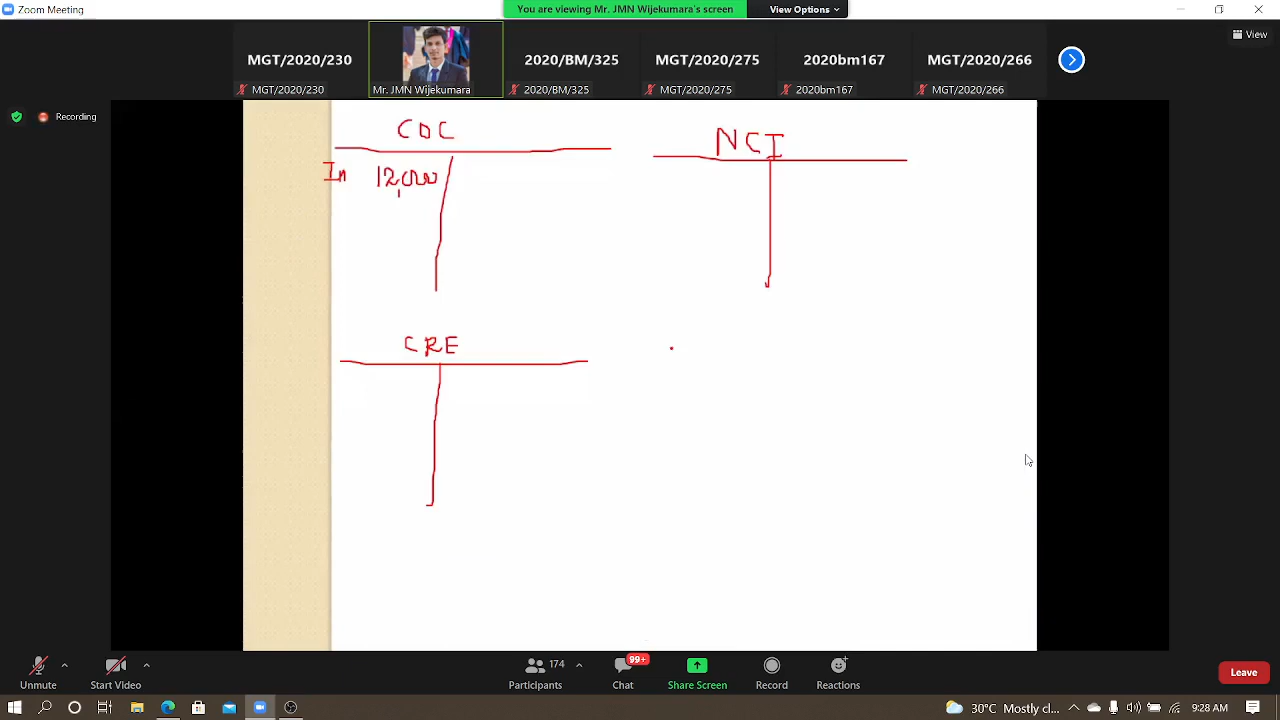 Zoom Meeting
You are viewing Mr. JMN Wijekumara's screen
View Options
View
MGT/2020/230
2020/BM/325
MGT/2020/275
2020bm167
MGT/2020/266
MGT/2020/230
Mr. JMN Wijekumara
2020/BM/325
MGT/2020/275
2020bm167
MGT/2020/266
Recording
COC
NCI
In 12,000
CRE
174
99+
Unmute
Start Video
Participants
Chat
Share Screen
Record
Reactions
Leave
30°C Mostly cl...
9:28 AM